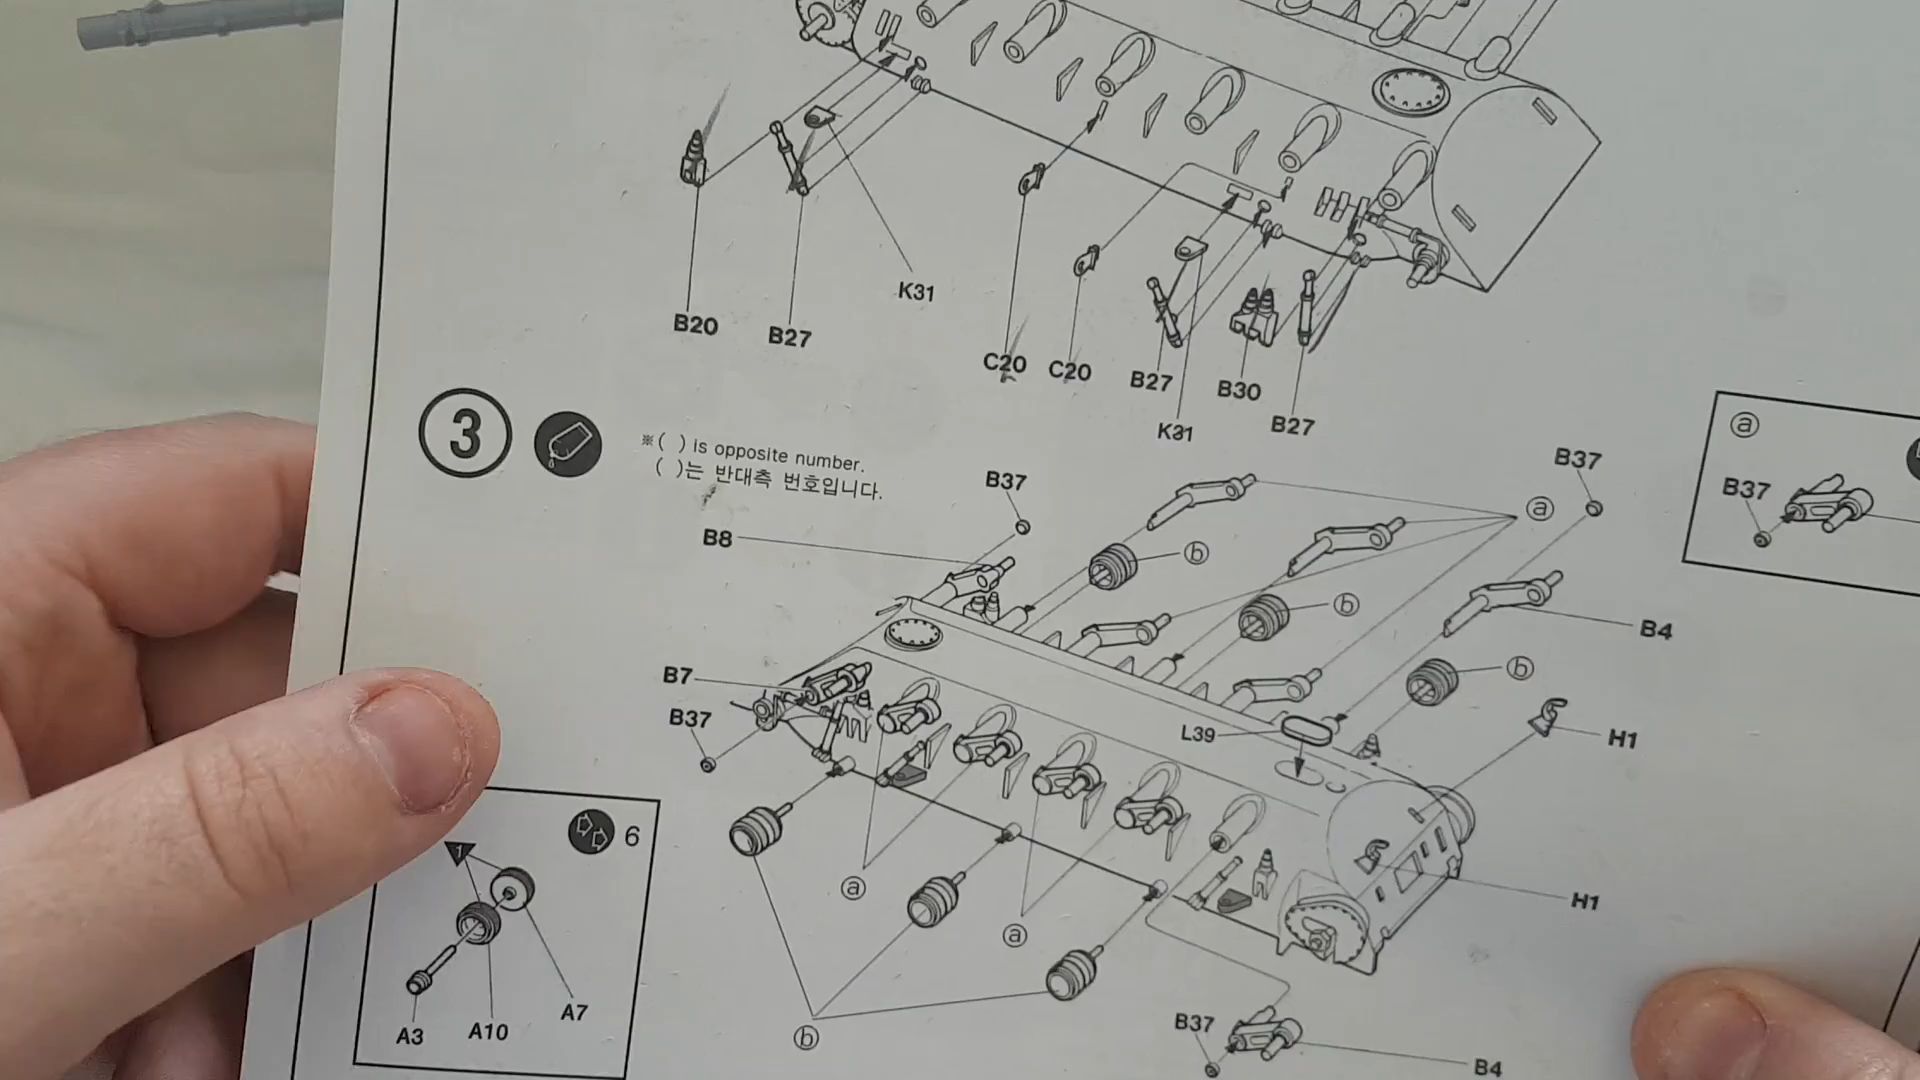 K31
B20
B27
C20
C20
B27
B30
K31
B27
3
※( ) is opposite number.
( )는 반대측 번호입니다.
B37
B37
ⓐ
ⓐ
B37
B8
ⓑ
ⓑ
B4
ⓑ
B7
B37
L39
H1
6
1
ⓐ
H1
ⓐ
A7
A3
A10
ⓑ
B37
B4